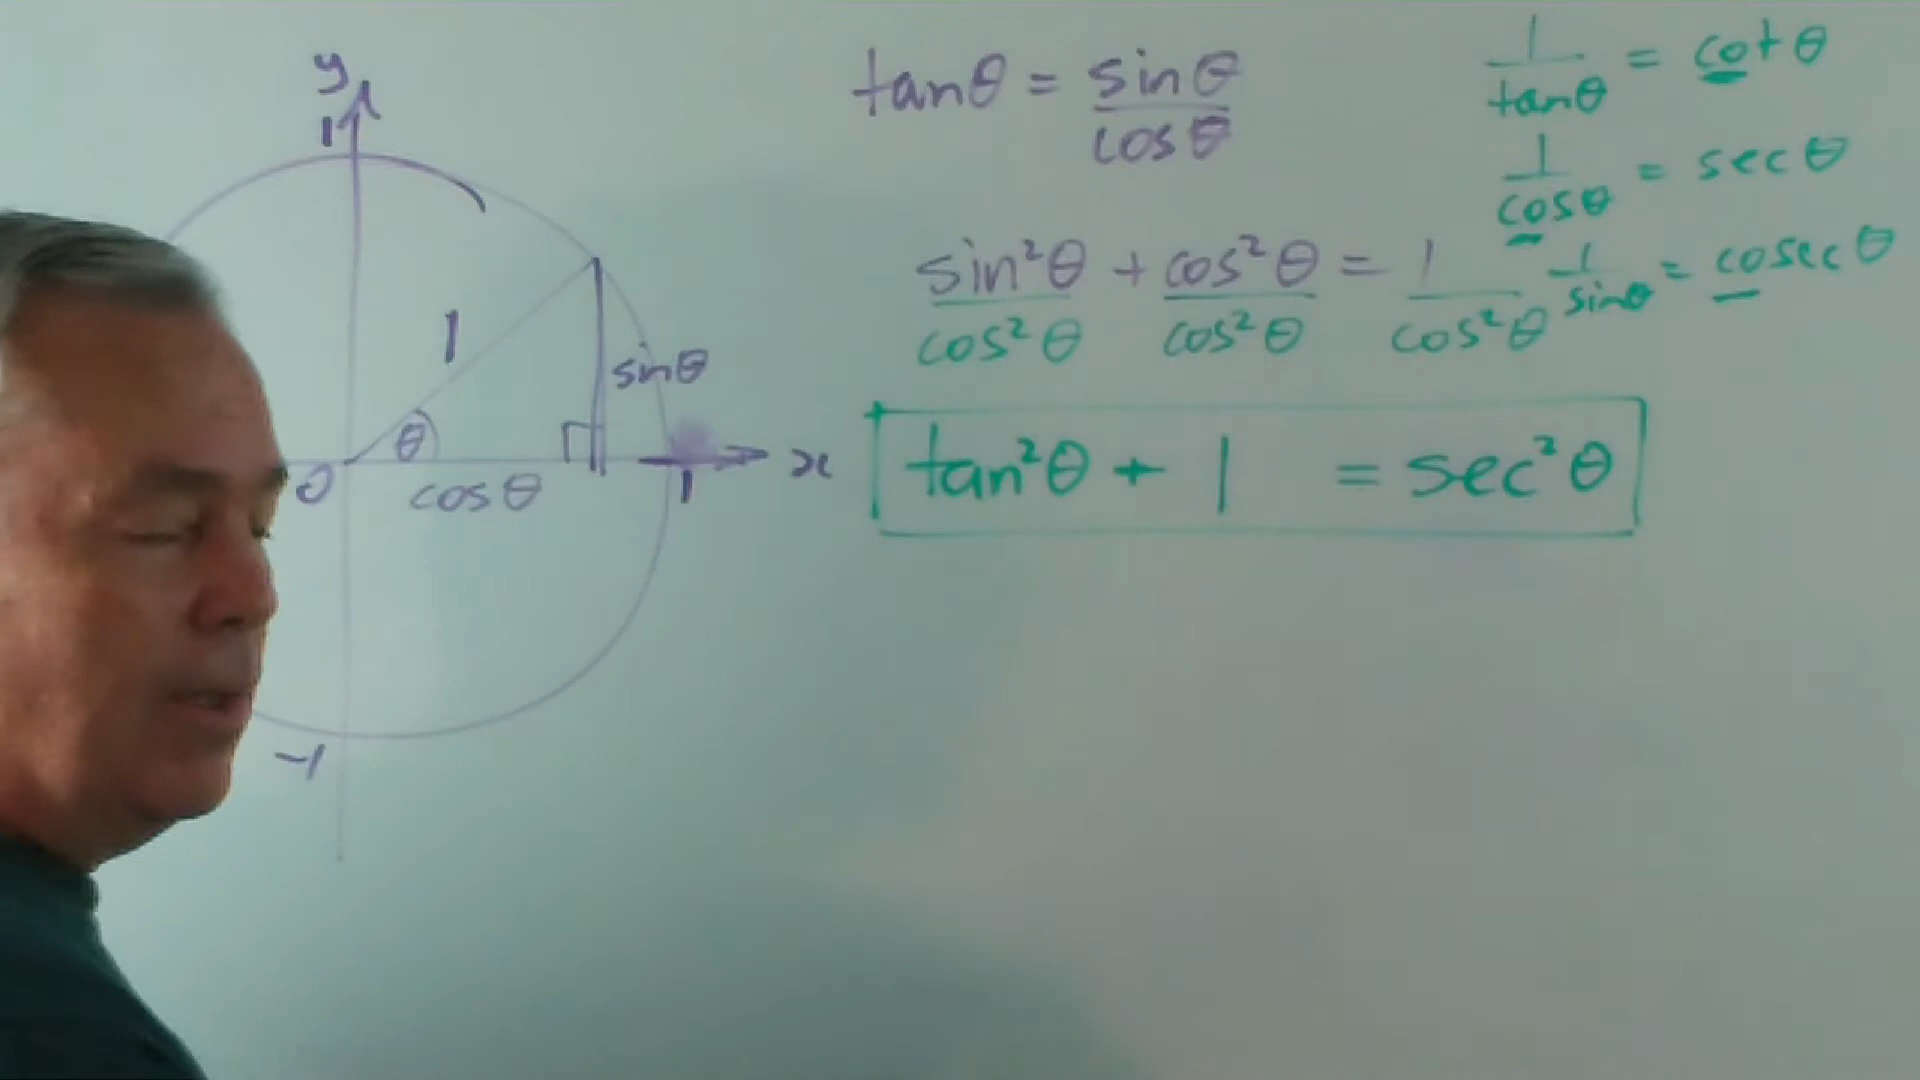 y
1
1
sinθ
θ
O
cosθ
1
x
-1
tanθ = sinθ/cosθ
sin²θ/cos²θ + cos²θ/cos²θ = 1/cos²θ
tan²θ + 1 = sec²θ
1/tanθ = cotθ
1/cosθ = secθ
1/sinθ = cosecθ